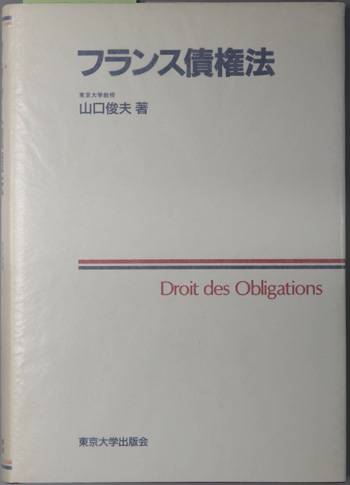 フランス債権法
東京大学教授
山口俊夫 著
Droit des Obligations
東京大学出版会